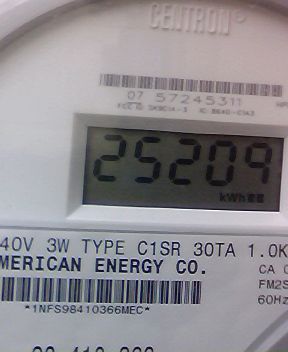 CENTRON®
07 57245311
25209
kWh
40V 3W TYPE C1SR 30TA 1.0K
MERICAN ENERGY CO.
CA
FM2S
60Hz
*1NFS98410366MEC*